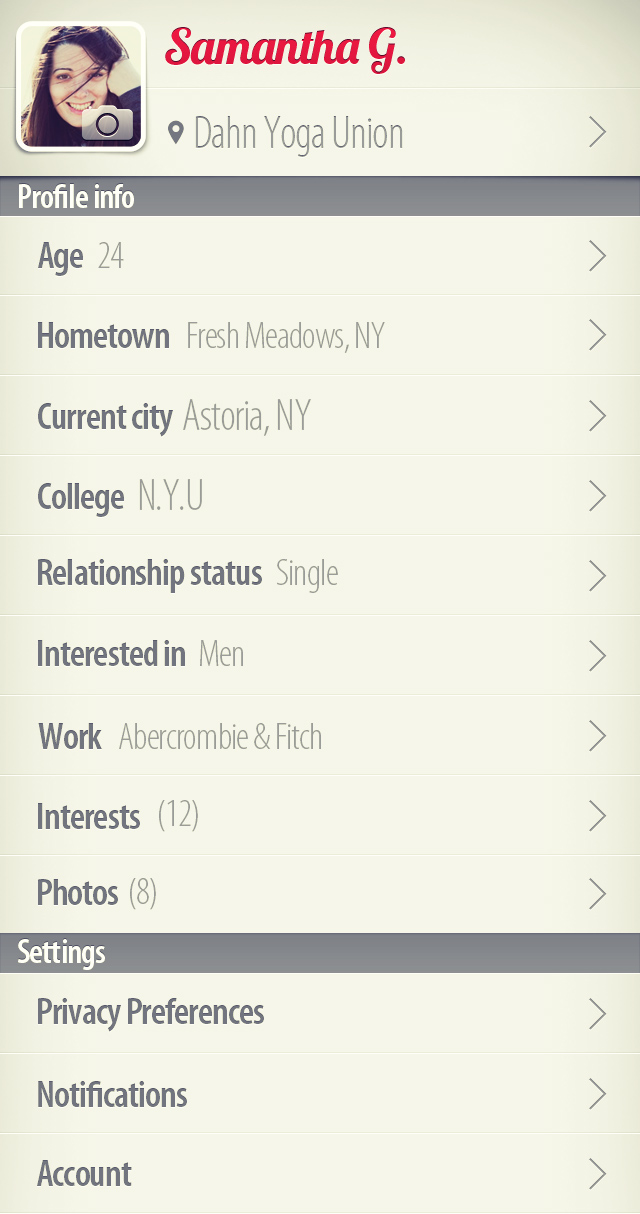 Samantha G.
Dahn Yoga Union
Profile info
Age 24
Hometown Fresh Meadows, NY
Current city Astoria, NY
College N.Y.U
Relationship status Single
Interested in Men
Work Abercrombie & Fitch
Interests (12)
Photos (8)
Settings
Privacy Preferences
Notifications
Account